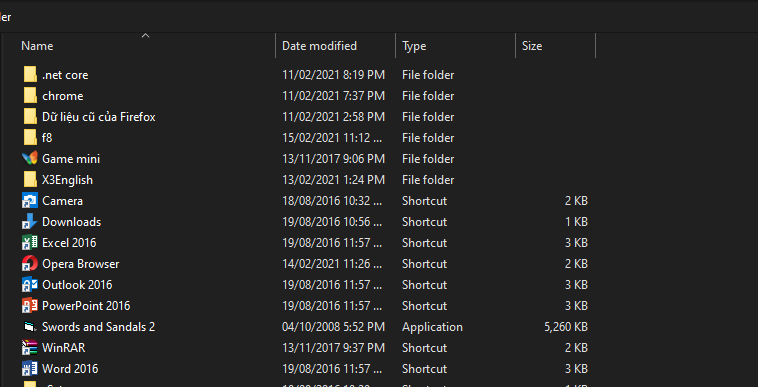 ler
Name Date modified Type Size
.net core 11/02/2021 8:19 PM File folder
chrome 11/02/2021 7:37 PM File folder
Dữ liệu cũ của Firefox 11/02/2021 2:58 PM File folder
f8 15/02/2021 11:12 ... File folder
Game mini 13/11/2017 9:06 PM File folder
X3English 13/02/2021 1:24 PM File folder
Camera 18/08/2016 10:32 ... Shortcut 2 KB
Downloads 19/08/2016 10:56 ... Shortcut 1 KB
Excel 2016 19/08/2016 11:57 ... Shortcut 3 KB
Opera Browser 14/02/2021 11:26 ... Shortcut 2 KB
Outlook 2016 19/08/2016 11:57 ... Shortcut 3 KB
PowerPoint 2016 19/08/2016 11:57 ... Shortcut 3 KB
Swords and Sandals 2 04/10/2008 5:52 PM Application 5,260 KB
WinRAR 13/11/2017 9:37 PM Shortcut 2 KB
Word 2016 19/08/2016 11:57 ... Shortcut 3 KB